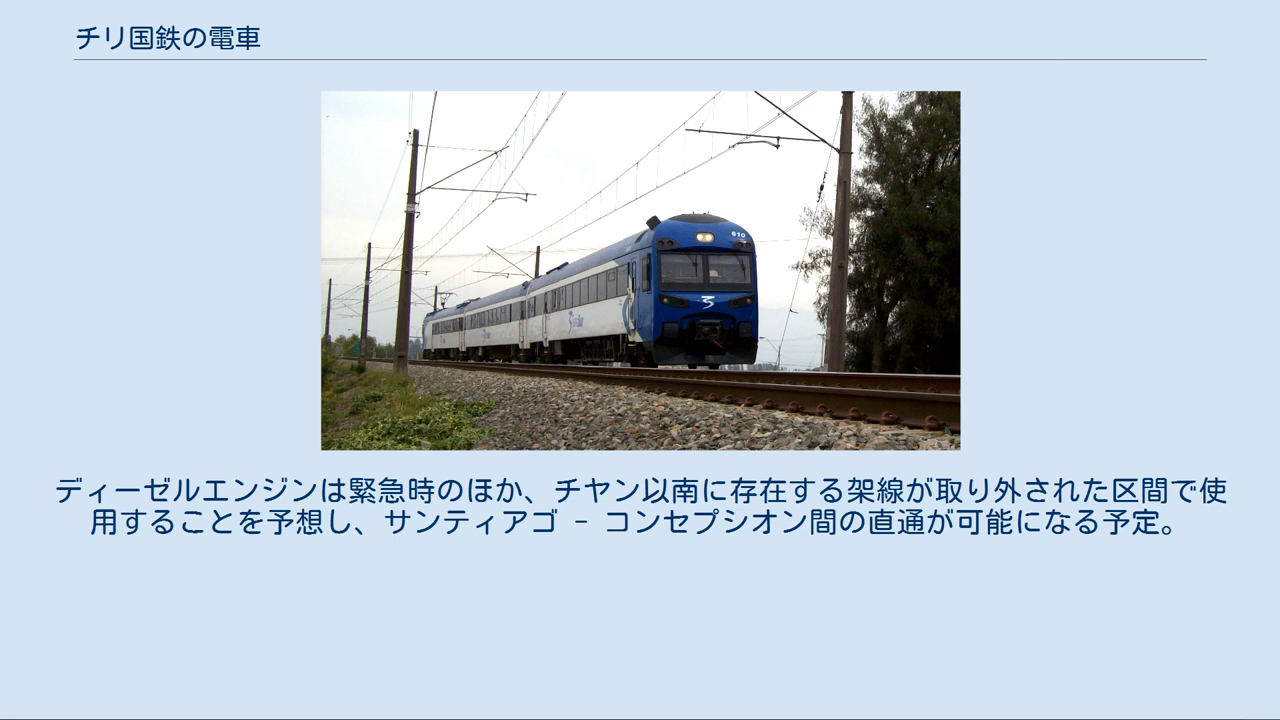 チリ国鉄の電車
610
ディーゼルエンジンは緊急時のほか、チヤン以南に存在する架線が取り外された区間で使
用することを予想し、サンティアゴ - コンセプシオン間の直通が可能になる予定。